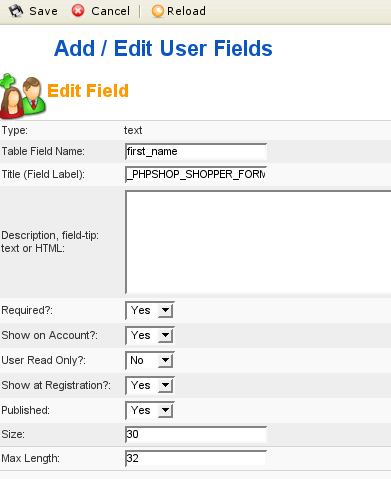 Save Cancel Reload
Add / Edit User Fields
Edit Field
Type: text
Table Field Name: first_name
Title (Field Label): _PHPSHOP_SHOPPER_FORM
Description, field-tip:
text or HTML:
Required?: Yes
Show on Account?: Yes
User Read Only?: No
Show at Registration?: Yes
Published: Yes
Size: 30
Max Length: 32